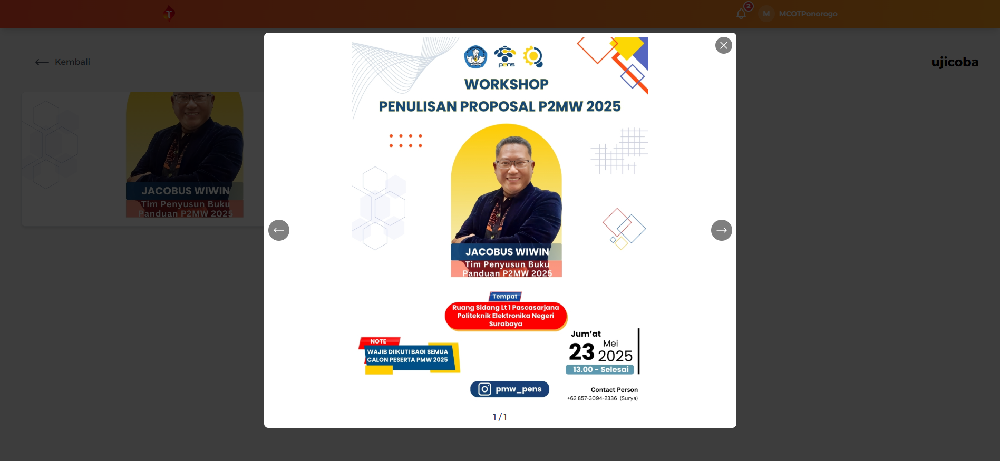 T
2
M
MCOTPonorogo
Kembali
ujicoba
JACOBUS WIWIN
Tim Penyusun Buku
Panduan P2MW 2025
pens
WORKSHOP
PENULISAN PROPOSAL P2MW 2025
JACOBUS WIWIN
Tim Penyusun Buku
Panduan P2MW 2025
Tempat
Ruang Sidang Lt 1 Pascasarjana
Politeknik Elektronika Negeri
Surabaya
NOTE
WAJIB DIIKUTI BAGI SEMUA
CALON PESERTA PMW 2025
Jum'at
23 Mei
2025
13.00 - Selesai
pmw_pens
Contact Person
+62 857-3094-2336 (Surya)
1 / 1